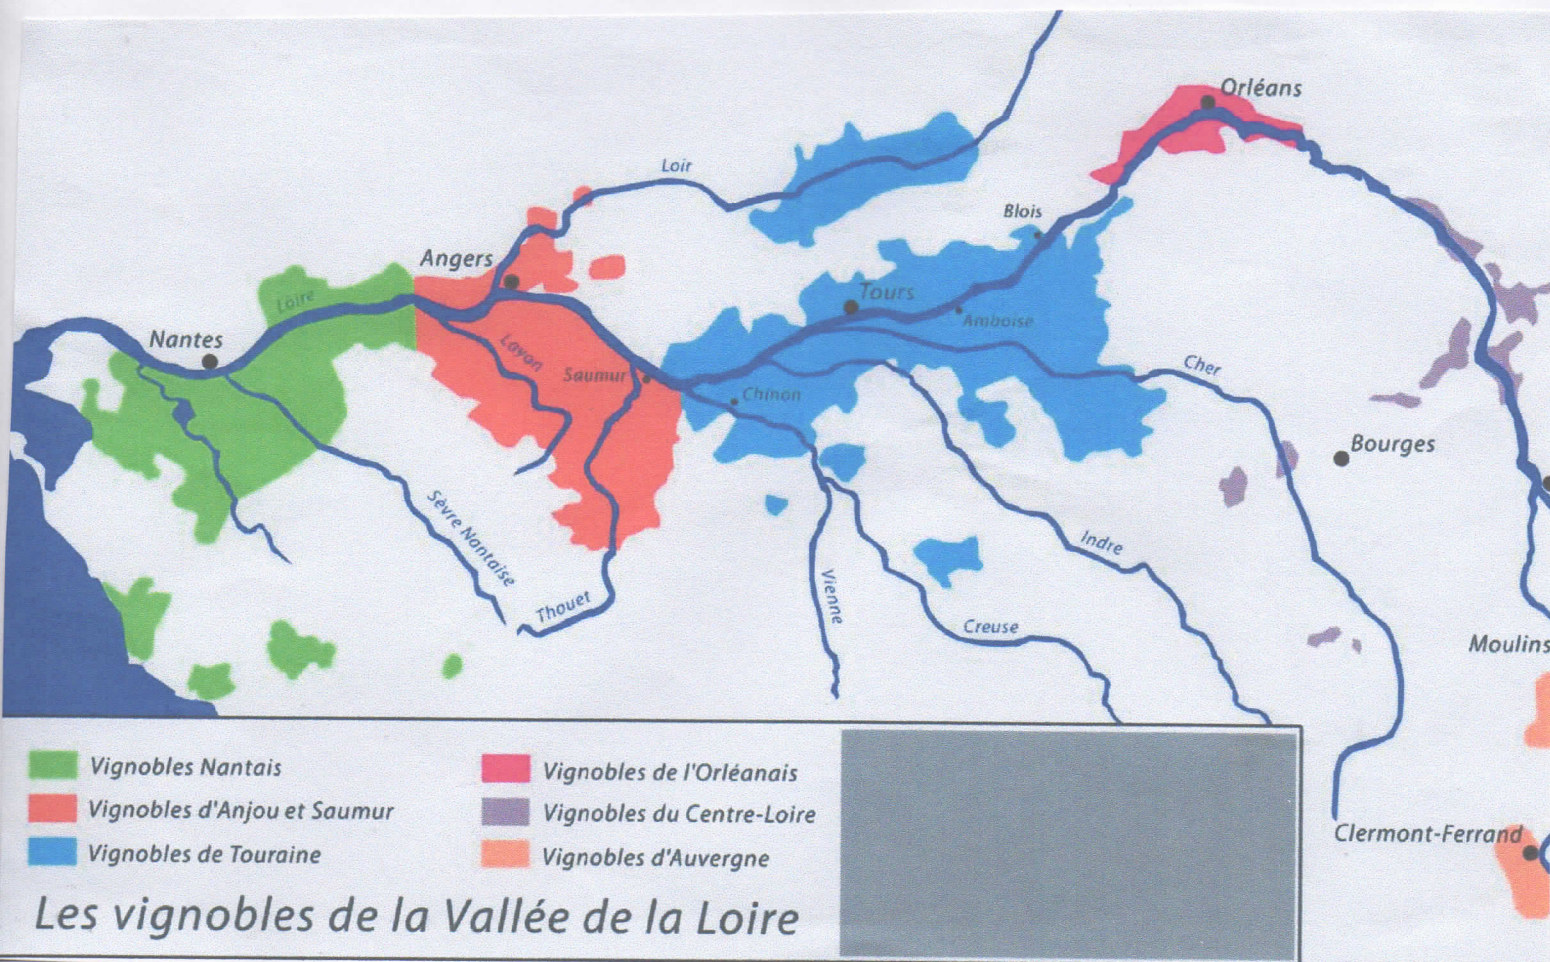 Orléans
Loir
Blois
Angers
Loire
Tours
Nantes
Amboise
Layon
Saumur
Cher
Chinon
Bourges
Sèvre Nantaise
Indre
Vienne
Thouet
Creuse
Moulins
Vignobles Nantais
Vignobles d'Anjou et Saumur
Vignobles de Touraine
Vignobles de l'Orléanais
Vignobles du Centre-Loire
Vignobles d'Auvergne
Clermont-Ferrand
Les vignobles de la Vallée de la Loire